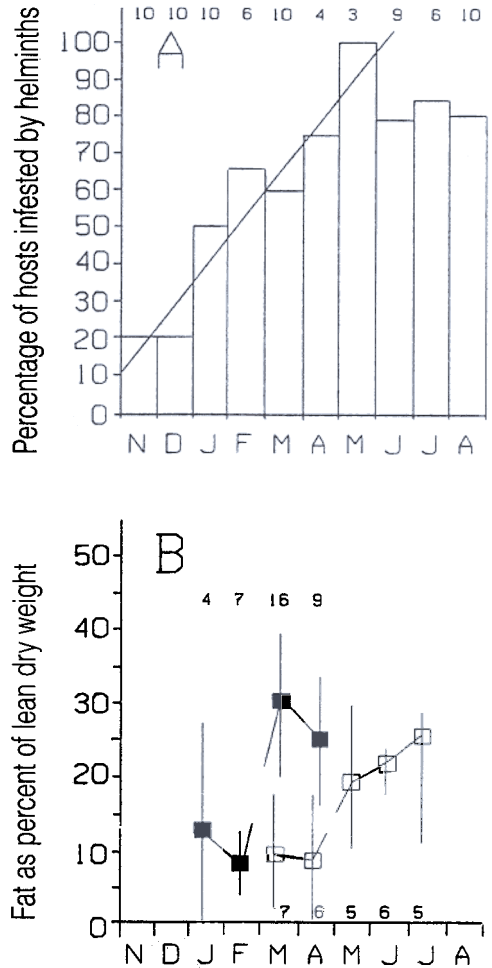 10 10 10 6 10 4 3 9 6 10
A
Percentage of hosts infested by helminths
100
90
80
70
60
50
40
30
20
10
0
N D J F M A M J J A
B
Fat as percent of lean dry weight
50
40
30
20
10
0
4 7 16 9
7 6 5 6 5
N D J F M A M J J A